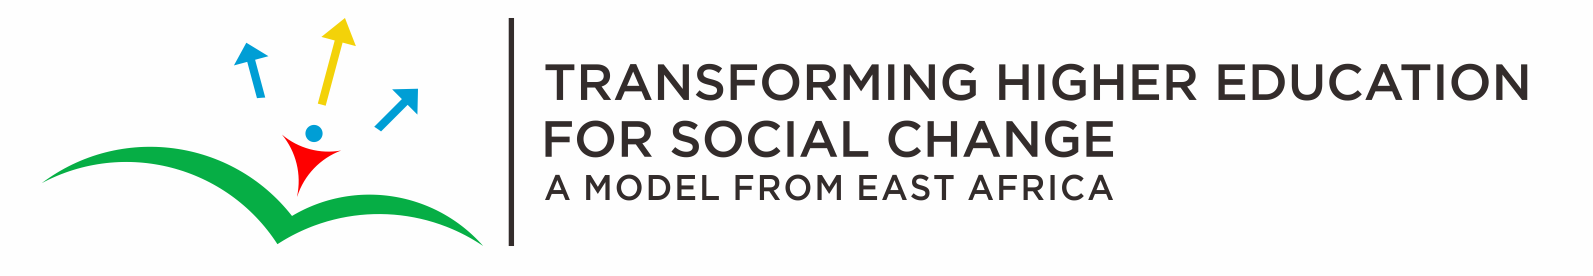 TRANSFORMING HIGHER EDUCATION
FOR SOCIAL CHANGE
A MODEL FROM EAST AFRICA